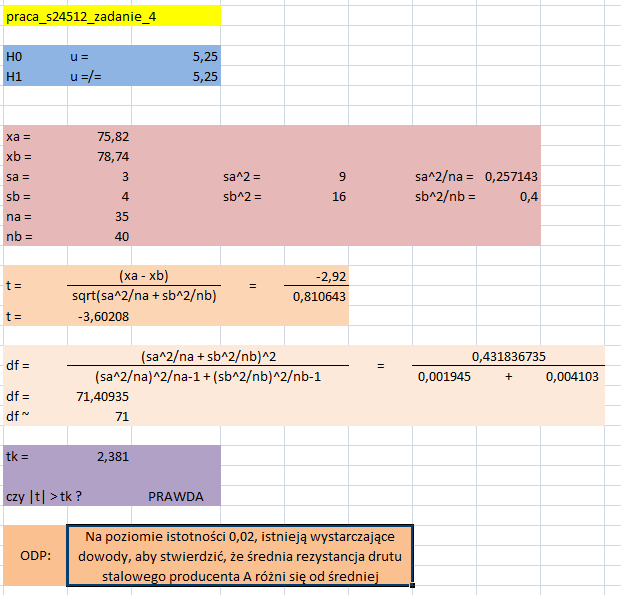 praca_s24512_zadanie_4
H0 u = 5,25
H1 u =/= 5,25
xa = 75,82
xb = 78,74
sa = 3 sa^2 = 9 sa^2/na = 0,257143
sb = 4 sb^2 = 16 sb^2/nb = 0,4
na = 35
nb = 40
t = (xa - xb) = -2,92
sqrt(sa^2/na + sb^2/nb) 0,810643
t = -3,60208
df = (sa^2/na + sb^2/nb)^2 = 0,431836735
(sa^2/na)^2/na-1 + (sb^2/nb)^2/nb-1 0,001945 + 0,004103
df = 71,40935
df ~ 71
tk = 2,381
czy |t| > tk ? PRAWDA
ODP: Na poziomie istotności 0,02, istnieją wystarczające
dowody, aby stwierdzić, że średnia rezystancja drutu
stalowego producenta A różni się od średniej